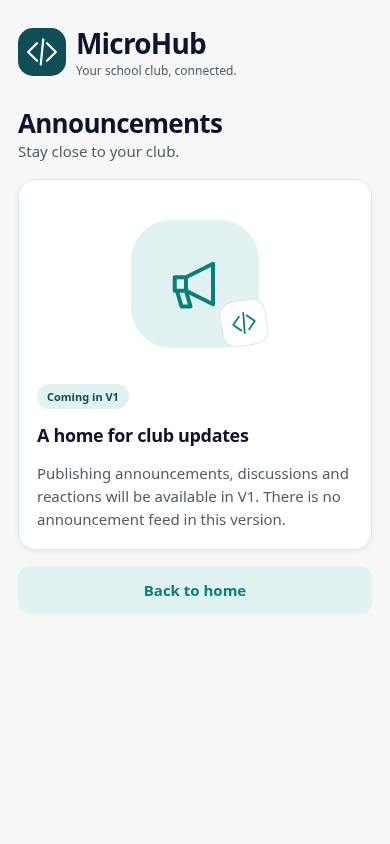 MicroHub
Your school club, connected.
Announcements
Stay close to your club.
Coming in V1
A home for club updates
Publishing announcements, discussions and
reactions will be available in V1. There is no
announcement feed in this version.
Back to home